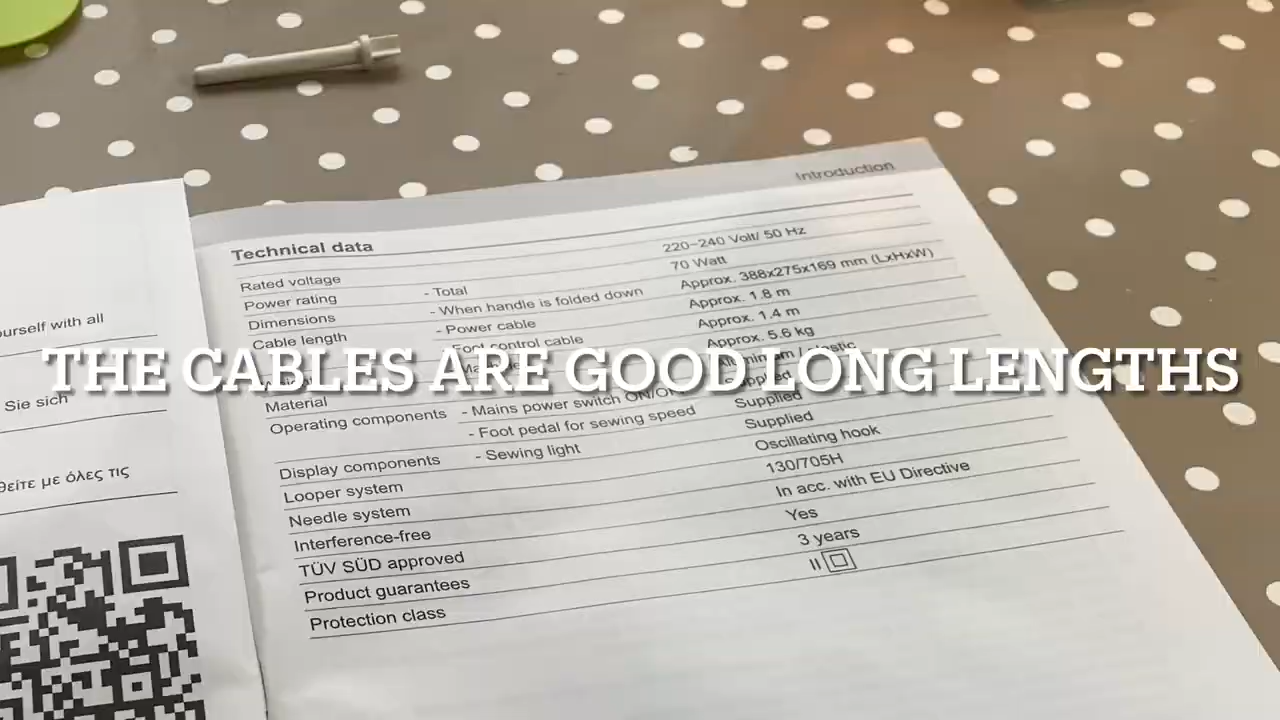 Introduction
Technical data
Rated voltage 220–240 Volt/ 50 Hz
Power rating - Total 70 Watt
Dimensions - When handle is folded down Approx. 388x275x169 mm (LxHxW)
Cable length - Power cable Approx. 1.8 m
- Foot control cable Approx. 1.4 m
Approx. 5.6 kg
THE CABLES ARE GOOD LONG LENGTHS
Material
Operating components - Mains power switch Supplied
- Foot pedal for sewing speed Supplied
Display components - Sewing light Supplied
Looper system Oscillating hook
Needle system 130/705H
Interference-free In acc. with EU Directive
TÜV SÜD approved Yes
Product guarantees 3 years
Protection class II
με όλες τις
Sie sich
with all